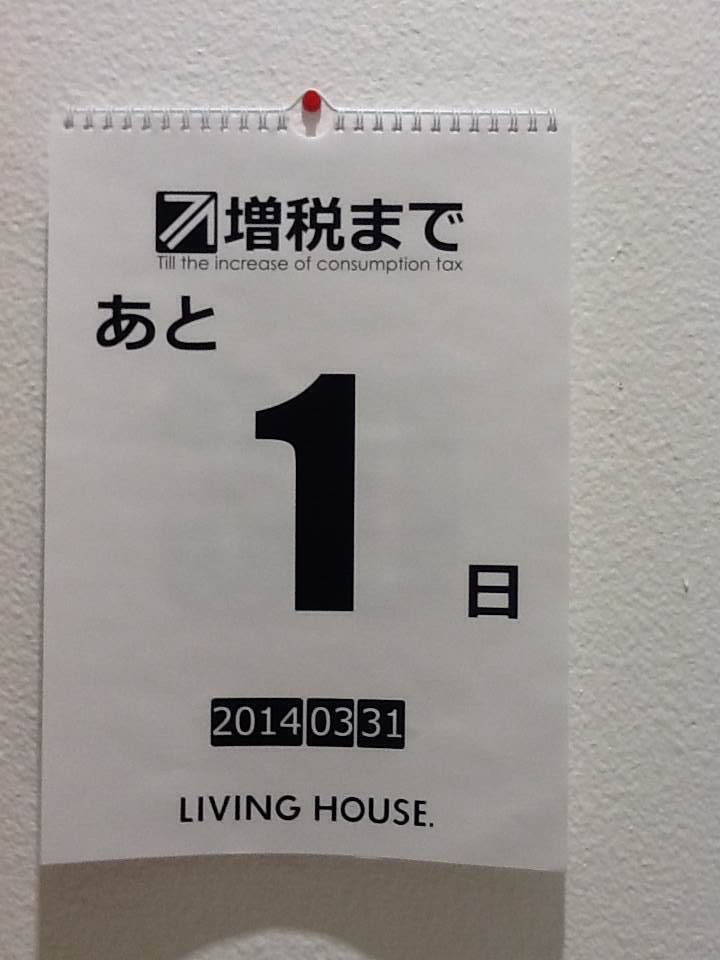 増税まで
Till the increase of consumption tax
あと
1
日
2014 03 31
LIVING HOUSE.